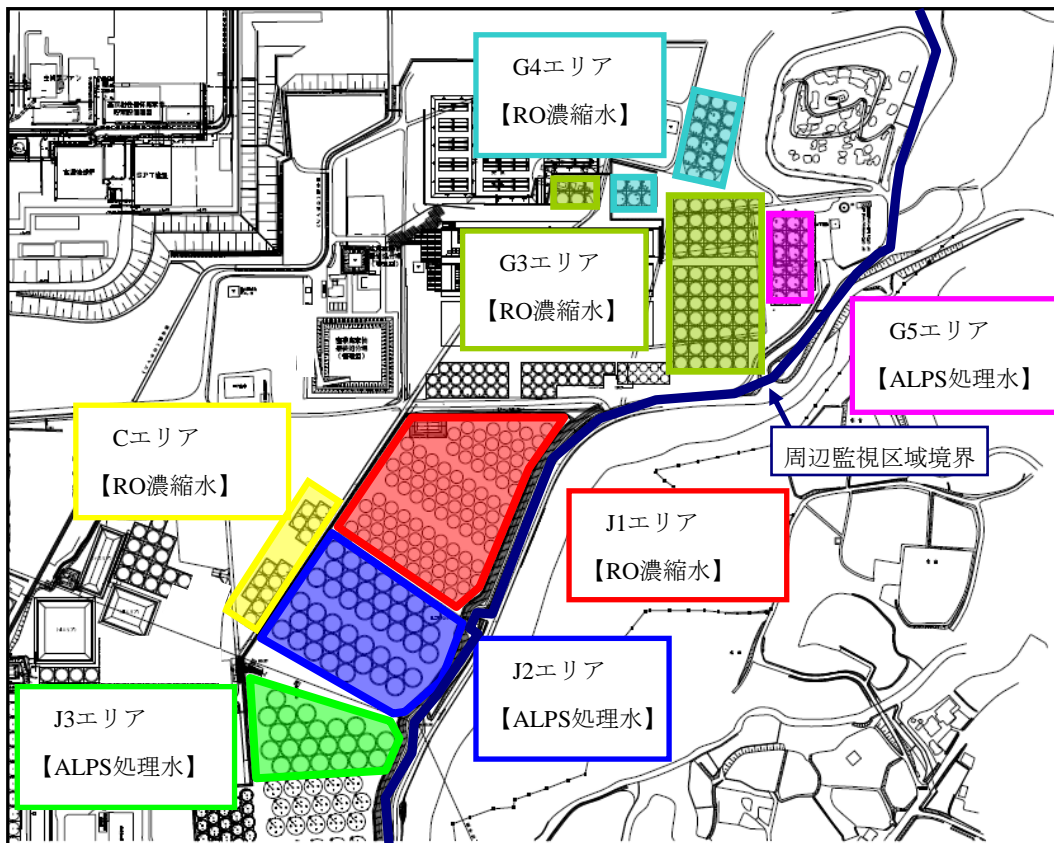 G4エリア
【RO濃縮水】
G3エリア
【RO濃縮水】
G5エリア
【ALPS処理水】
Cエリア
【RO濃縮水】
周辺監視区域境界
J1エリア
【RO濃縮水】
J2エリア
【ALPS処理水】
J3エリア
【ALPS処理水】